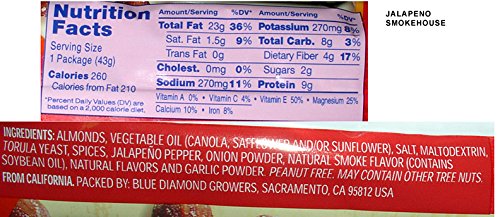 JALAPENO
SMOKEHOUSE
Nutrition
Facts
Serving Size
1 Package (43g)
Calories 260
Calories from Fat 210
*Percent Daily Values (DV) are
based on a 2,000 calorie diet.
Amount/Serving %DV* Amount/Serving %DV*
Total Fat 23g 36% Potassium 270mg 8%
Sat. Fat 1.5g 9% Total Carb. 8g 3%
Trans Fat 0g Dietary Fiber 4g 17%
Cholest. 0mg 0% Sugars 2g
Sodium 270mg 11% Protein 9g
Vitamin A 0% • Vitamin C 4% • Vitamin E 50% • Magnesium 25%
Calcium 10% • Iron 8%
INGREDIENTS: ALMONDS, VEGETABLE OIL (CANOLA, SAFFLOWER AND/OR SUNFLOWER), SALT, MALTODEXTRIN,
TORULA YEAST, SPICES, JALAPEÑO PEPPER, ONION POWDER, NATURAL SMOKE FLAVOR (CONTAINS
SOYBEAN OIL), NATURAL FLAVORS AND GARLIC POWDER. PEANUT FREE. MAY CONTAIN OTHER TREE NUTS.
FROM CALIFORNIA. PACKED BY: BLUE DIAMOND GROWERS, SACRAMENTO, CA 95812 USA